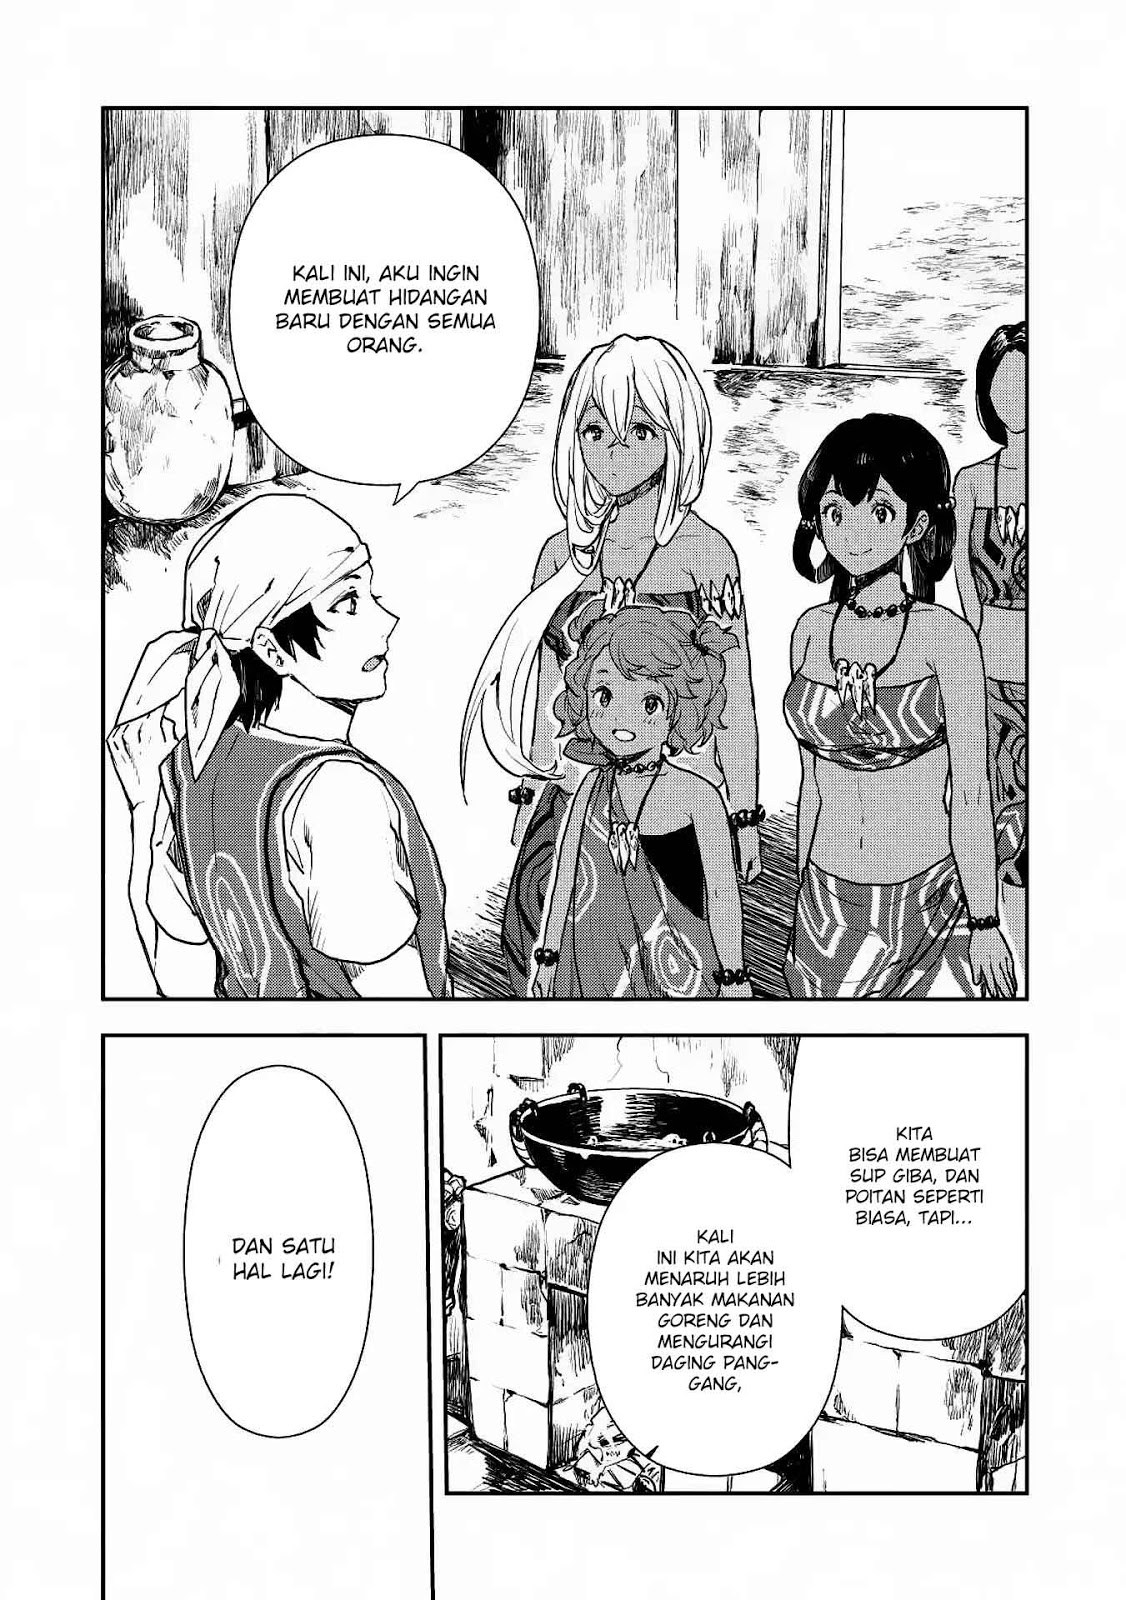 KALI INI, AKU INGIN
MEMBUAT HIDANGAN
BARU DENGAN SEMUA
ORANG.
KITA
BISA MEMBUAT
SUP GIBA, DAN
POITAN SEPERTI
BIASA, TAPI...
KALI
INI KITA AKAN
MENARUH LEBIH
BANYAK MAKANAN
GORENG DAN
MENGURANGI
DAGING PANG-
GANG,
DAN SATU
HAL LAGI!